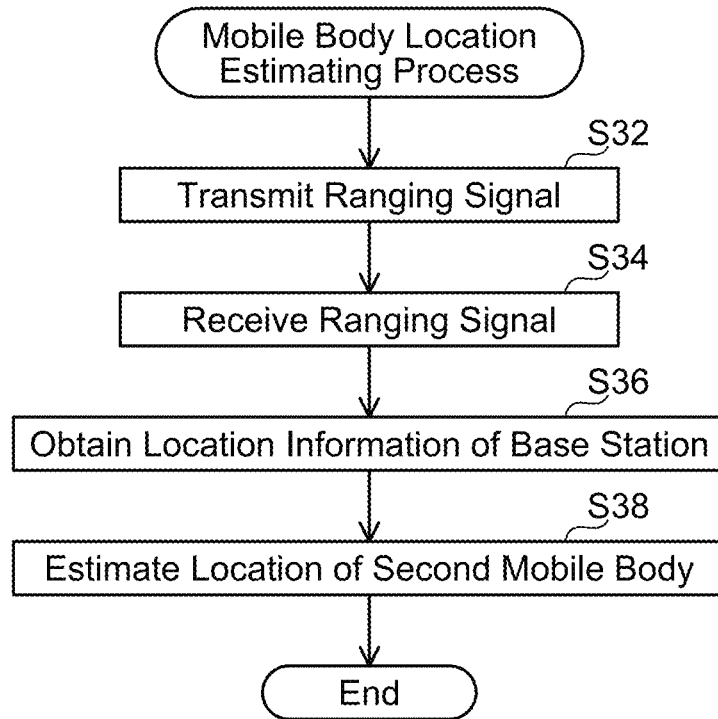 Mobile Body Location
Estimating Process
S32
Transmit Ranging Signal
S34
Receive Ranging Signal
S36
Obtain Location Information of Base Station
S38
Estimate Location of Second Mobile Body
End